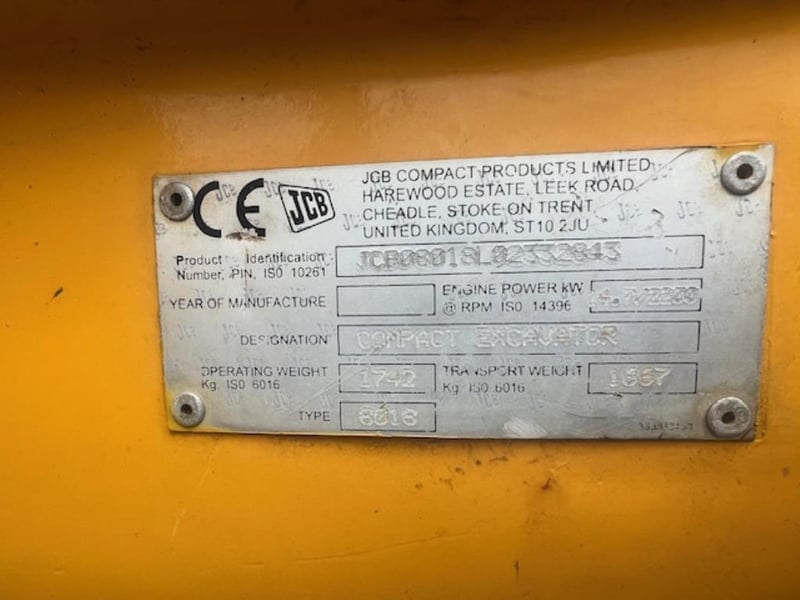 CE JCB
JCB COMPACT PRODUCTS LIMITED
HAREWOOD ESTATE, LEEK ROAD,
CHEADLE, STOKE ON TRENT,
UNITED KINGDOM, ST10 2JU
Product Identification
Number, PIN, ISO 10261
JCB08018L02332843
YEAR OF MANUFACTURE
ENGINE POWER kW
@ RPM ISO 14396
DESIGNATION
COMPACT EXCAVATOR
OPERATING WEIGHT
Kg. ISO 6016
1742
TRANSPORT WEIGHT
Kg. ISO 6016
1667
TYPE
8018